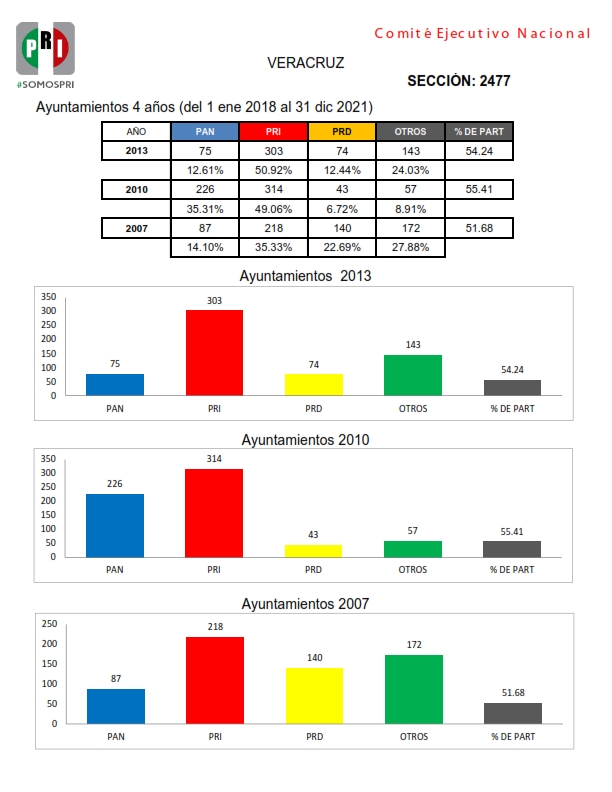 Comité Ejecutivo Nacional
PRI
#SOMOSPRI
VERACRUZ
SECCIÓN: 2477
Ayuntamientos 4 años (del 1 ene 2018 al 31 dic 2021)
AÑO PAN PRI PRD OTROS % DE PART
2013 75 303 74 143 54.24
12.61% 50.92% 12.44% 24.03%
2010 226 314 43 57 55.41
35.31% 49.06% 6.72% 8.91%
2007 87 218 140 172 51.68
14.10% 35.33% 22.69% 27.88%
Ayuntamientos 2013
350
300
250
200
150
100
50
0
75
303
74
143
54.24
PAN PRI PRD OTROS % DE PART
Ayuntamientos 2010
350
300
250
200
150
100
50
0
226
314
43
57
55.41
PAN PRI PRD OTROS % DE PART
Ayuntamientos 2007
250
200
150
100
50
0
87
218
140
172
51.68
PAN PRI PRD OTROS % DE PART